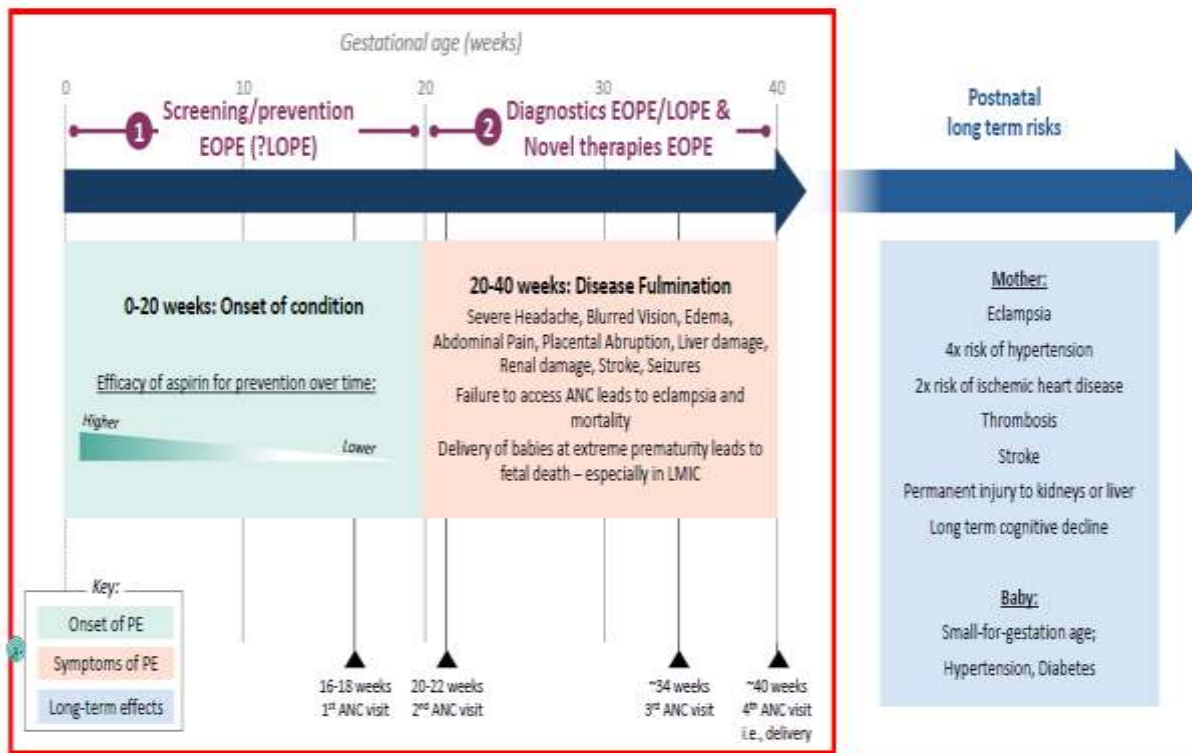 Gestational age (weeks)
0 10 20 30 40
1 Screening/prevention
EOPE (?LOPE)
2 Diagnostics EOPE/LOPE &
Novel therapies EOPE
Postnatal
long term risks
0-20 weeks: Onset of condition
Efficacy of aspirin for prevention over time:
Higher
Lower
20-40 weeks: Disease Fulmination
Severe Headache, Blurred Vision, Edema,
Abdominal Pain, Placental Abruption, Liver damage,
Renal damage, Stroke, Seizures
Failure to access ANC leads to eclampsia and
mortality
Delivery of babies at extreme prematurity leads to
fetal death – especially in LMIC
Mother:
Eclampsia
4x risk of hypertension
2x risk of ischemic heart disease
Thrombosis
Stroke
Permanent injury to kidneys or liver
Long term cognitive decline
Baby:
Small-for-gestation age;
Hypertension, Diabetes
Key:
Onset of PE
Symptoms of PE
Long-term effects
16-18 weeks
1st ANC visit
20-22 weeks
2nd ANC visit
~34 weeks
3rd ANC visit
~40 weeks
4th ANC visit
i.e., delivery